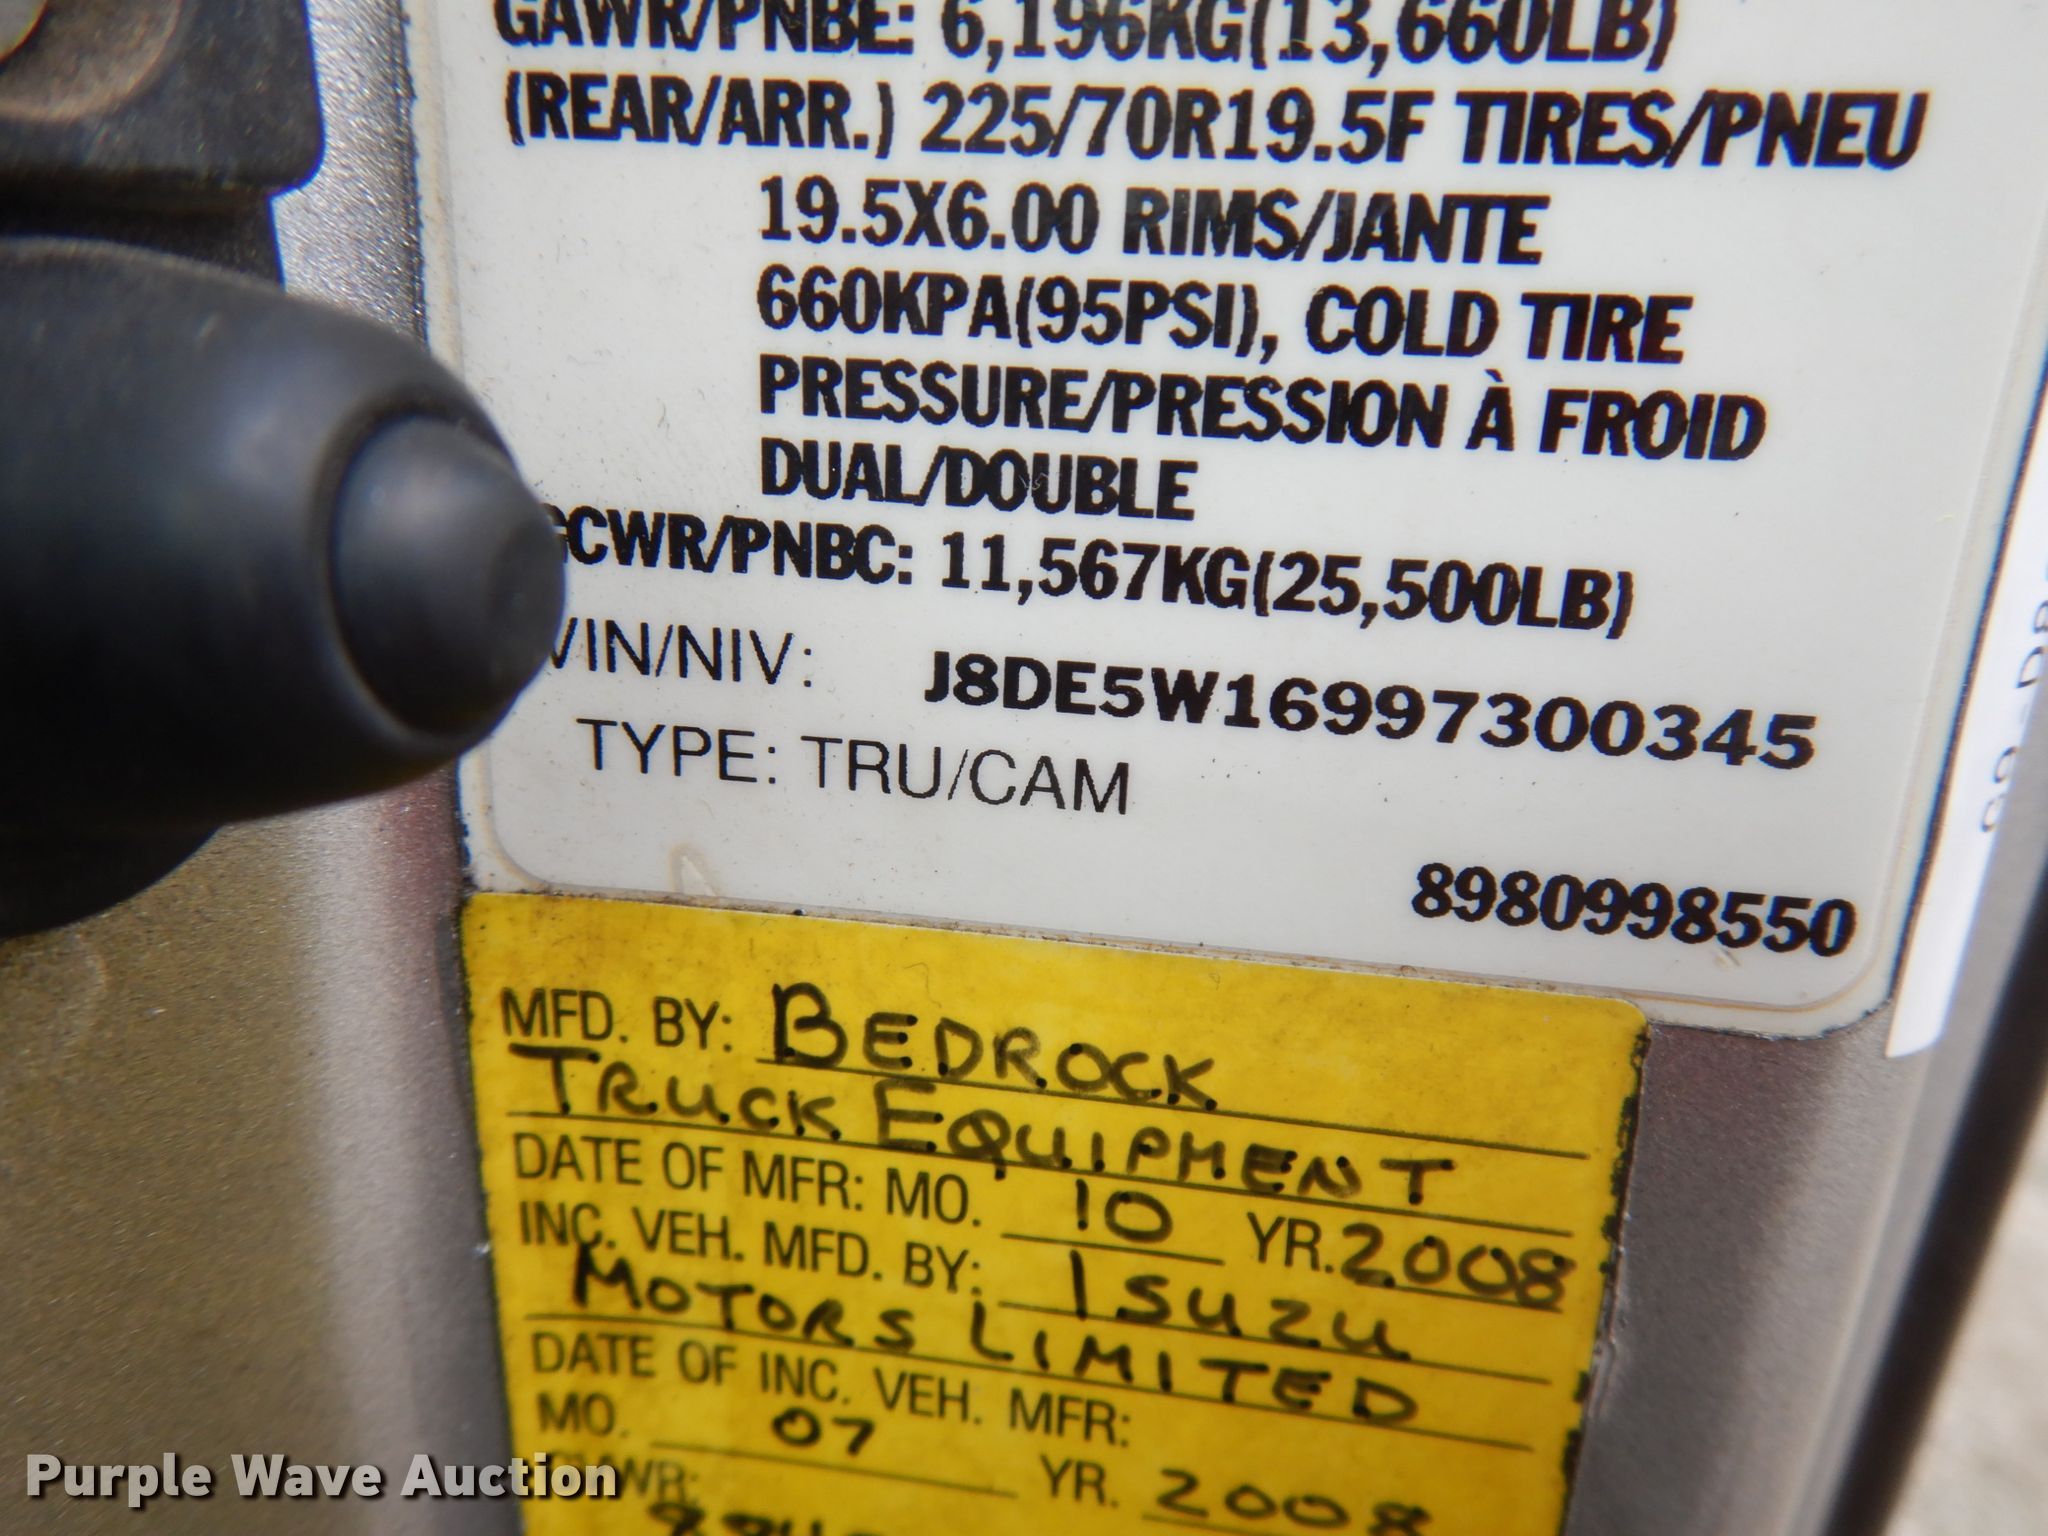 GAWR/PNBE: 6,196KG(13,660LB)
(REAR/ARR.) 225/70R19.5F TIRES/PNEU
19.5X6.00 RIMS/JANTE
660KPA(95PSI), COLD TIRE
PRESSURE/PRESSION À FROID
DUAL/DOUBLE
GCWR/PNBC: 11,567KG(25,500LB)
VIN/NIV: J8DE5W16997300345
TYPE: TRU/CAM
8980998550
MFD. BY: BEDROCK
TRUCK EQUIPMENT
DATE OF MFR: MO. 10 YR. 2008
INC. VEH. MFD. BY: ISUZU
MOTORS LIMITED
DATE OF INC. VEH. MFR:
MO. 07 YR. 2008
Purple Wave Auction